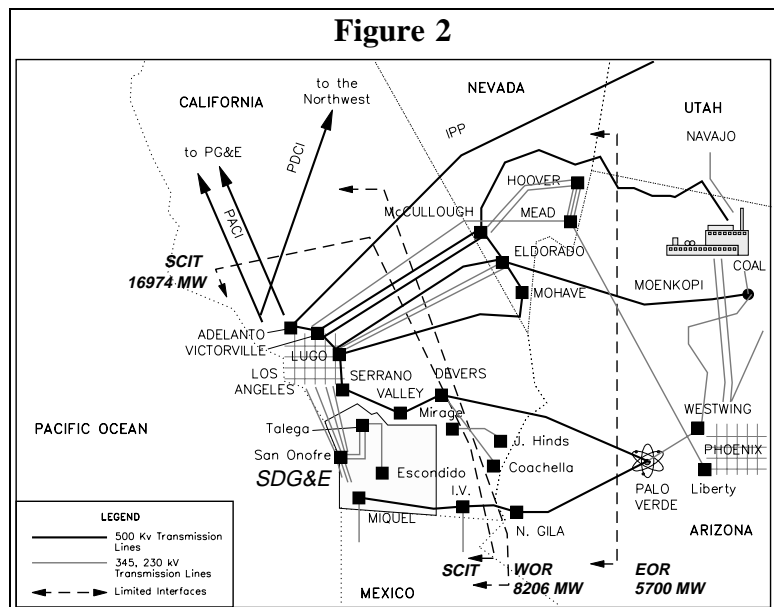 Figure 2
to the
Northwest
CALIFORNIA
NEVADA
UTAH
NAVAJO
IPP
PDCI
to PG&E
PACI
HOOVER
McCULLOUGH
MEAD
SCIT
16974 MW
ELDORADO
COAL
MOENKOPI
MOHAVE
ADELANTO
VICTORVILLE
LUGO
LOS
ANGELES
SERRANO
VALLEY
DEVERS
WESTWING
PACIFIC OCEAN
Talega
Mirage
J. Hinds
PHOENIX
San Onofre
SDG&E
Escondido
Coachella
PALO
VERDE
Liberty
I.V.
MIQUEL
N. GILA
ARIZONA
LEGEND
500 Kv Transmission
Lines
345, 230 kV
Transmission Lines
Limited Interfaces
MEXICO
SCIT
WOR
8206 MW
EOR
5700 MW